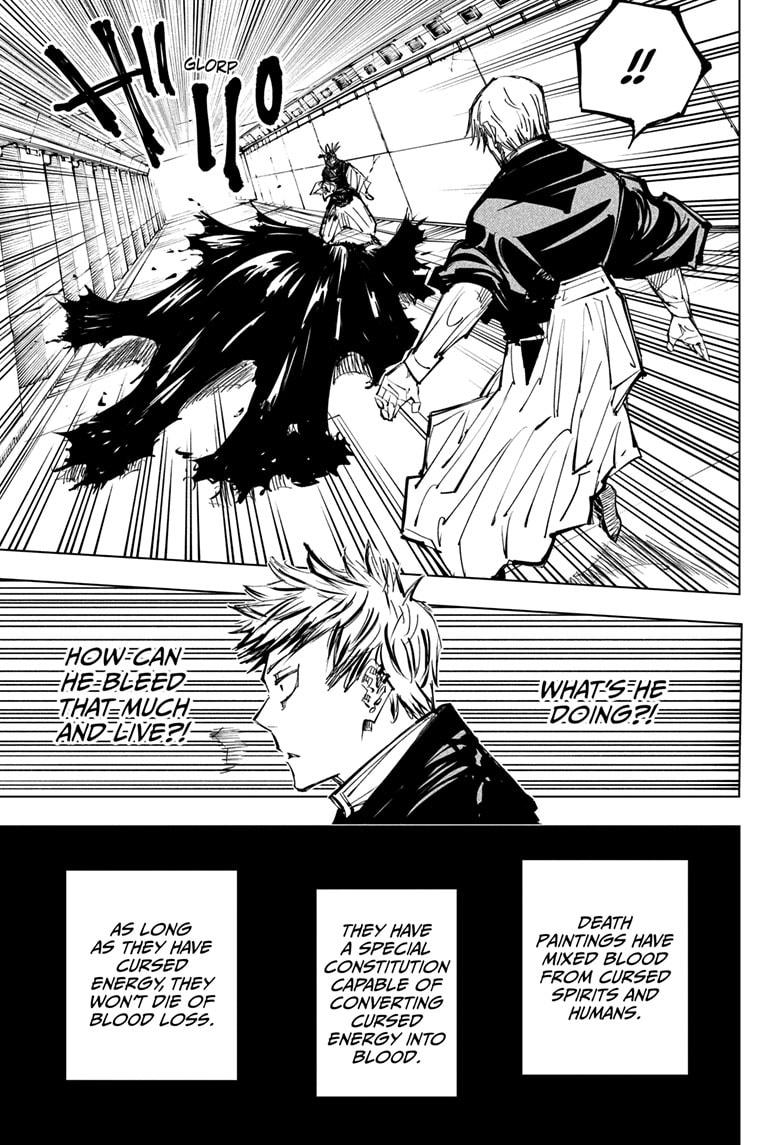 !!
GLORP
WHAT'S HE
DOING?!
HOW CAN
HE BLEED
THAT MUCH
AND LIVE?!
DEATH
PAINTINGS HAVE
MIXED BLOOD
FROM CURSED
SPIRITS AND
HUMANS.
THEY HAVE
A SPECIAL
CONSTITUTION
CAPABLE OF
CONVERTING
CURSED
ENERGY INTO
BLOOD.
AS LONG
AS THEY HAVE
CURSED
ENERGY, THEY
WON'T DIE OF
BLOOD LOSS.